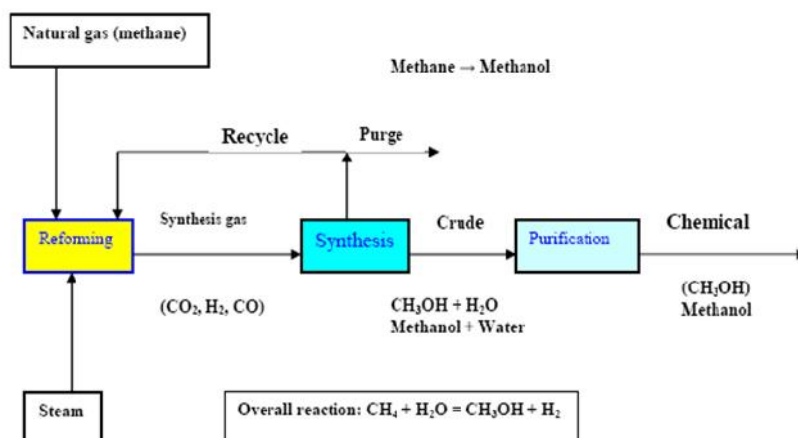 Natural gas (methane)
Methane → Methanol
Recycle
Purge
Reforming
Synthesis gas
Synthesis
Crude
Purification
Chemical
(CO₂, H₂, CO)
CH₃OH + H₂O
Methanol + Water
(CH₃OH)
Methanol
Steam
Overall reaction: CH₄ + H₂O = CH₃OH + H₂